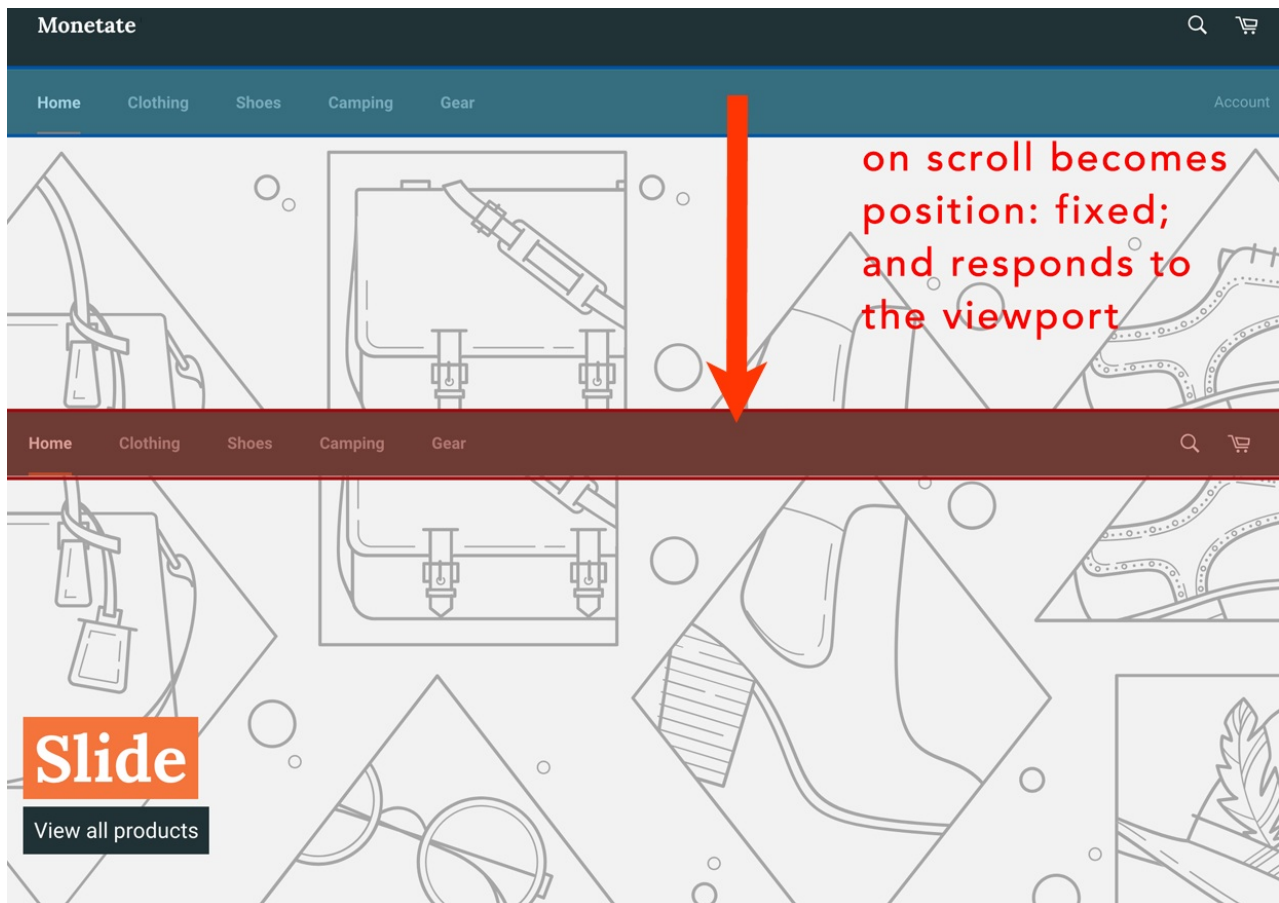 Monetate
Home Clothing Shoes Camping Gear Account
on scroll becomes
position: fixed;
and responds to
the viewport
Home Clothing Shoes Camping Gear
Slide
View all products